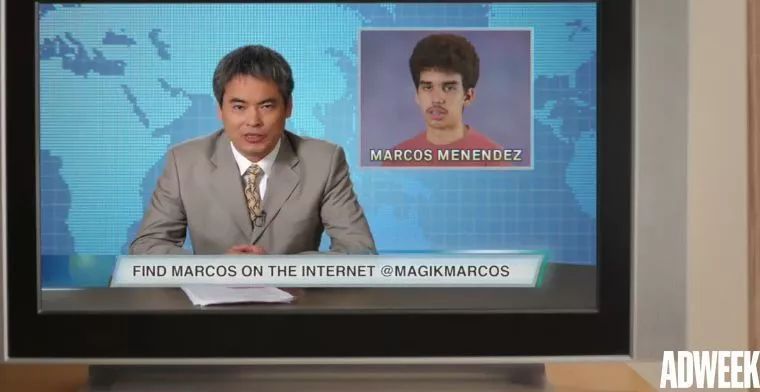 MARCOS MENENDEZ
FIND MARCOS ON THE INTERNET @MAGIKMARCOS
ADWEEK